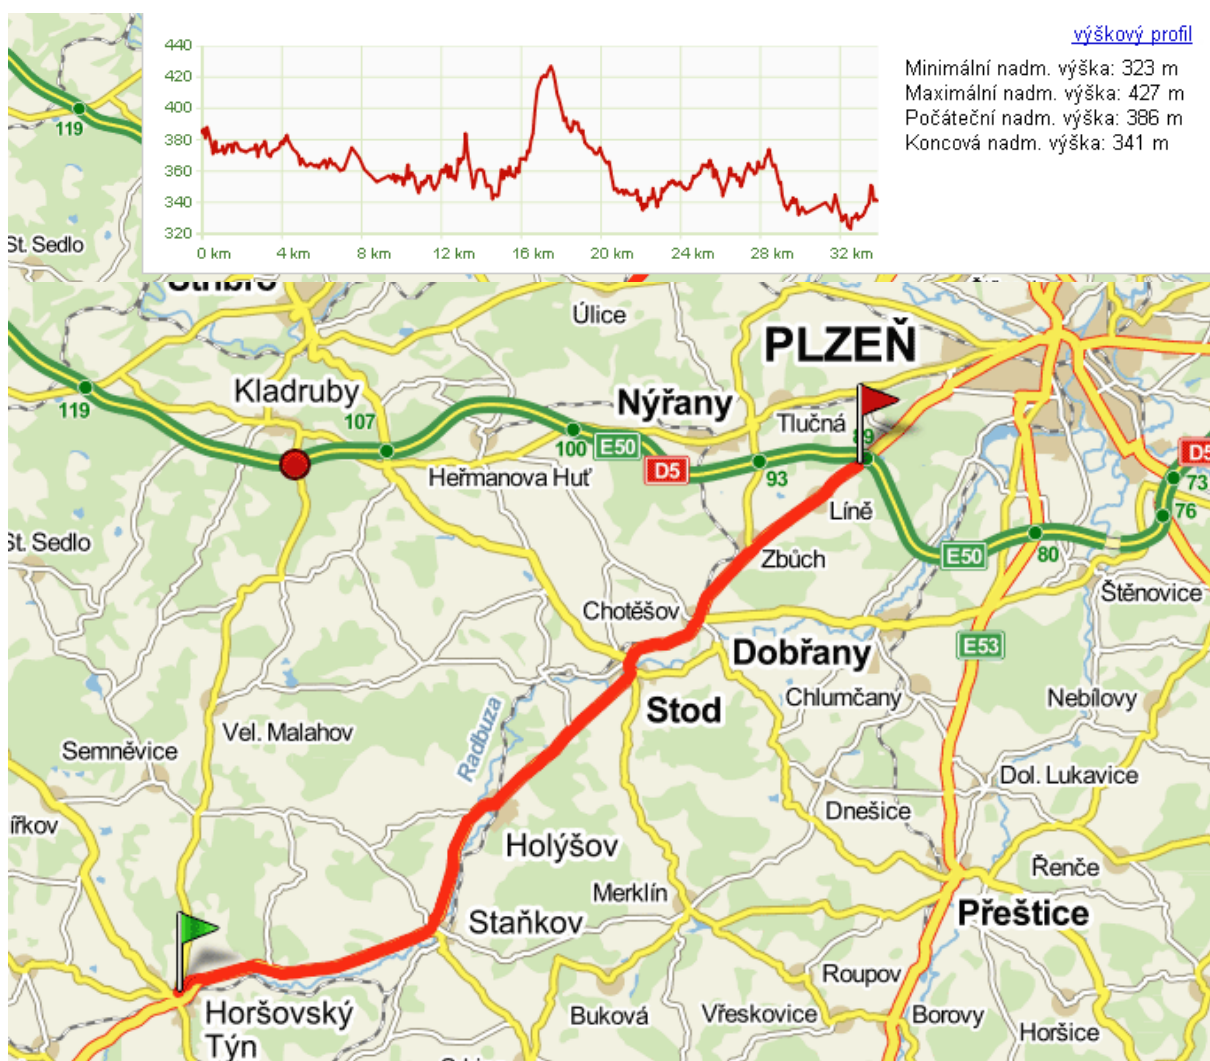 výškový profil
Minimální nadm. výška: 323 m
Maximální nadm. výška: 427 m
Počáteční nadm. výška: 386 m
Koncová nadm. výška: 341 m
440
420
400
380
360
340
320
0 km
4 km
8 km
12 km
16 km
20 km
24 km
28 km
32 km
119
St. Sedlo
Stříbro
Úlice
PLZEŇ
Kladruby
119
107
Nýřany
Tlučná
89
100
E50
D5
93
D5
73
76
Heřmanova Huť
Líně
St. Sedlo
Zbůch
E50
80
Štěnovice
Chotěšov
Dobřany
E53
Chlumčany
Nebílovy
Stod
Radbuza
Vel. Malahov
Semněvice
Dol. Lukavice
Dnešice
ířkov
Holýšov
Řenče
Merklín
Staňkov
Přeštice
Roupov
Horšovský
Týn
Buková
Vřeskovice
Borovy
Horšice